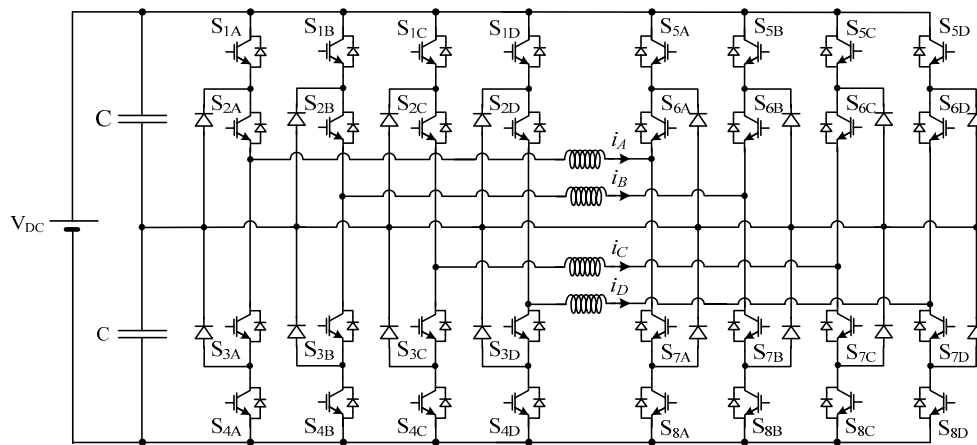 S1A S1B S1C S1D S5A S5B S5C S5D
C S2A S2B S2C S2D S6A S6B S6C S6D
iA
iB
VDC
iC
iD
C S3A S3B S3C S3D S7A S7B S7C S7D
S4A S4B S4C S4D S8A S8B S8C S8D